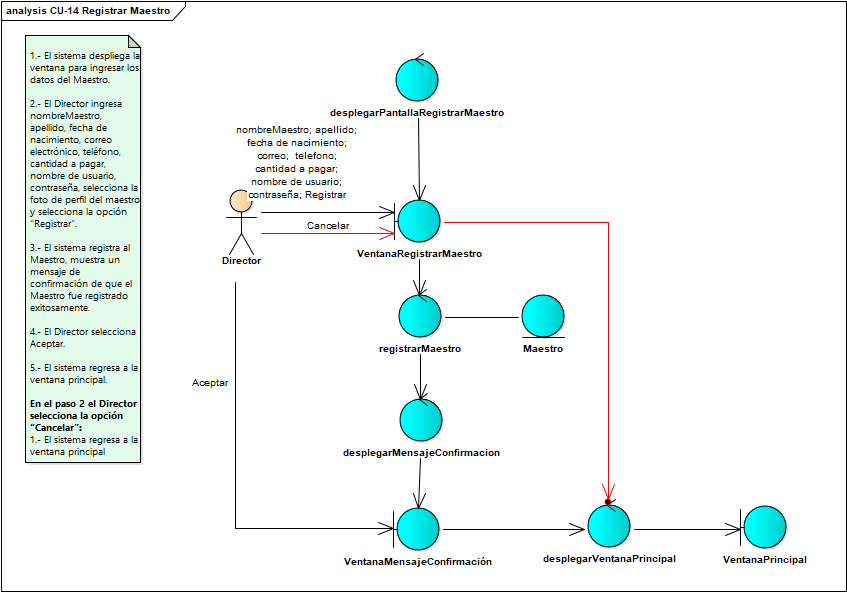 analysis CU-14 Registrar Maestro
1.- El sistema despliega la
ventana para ingresar los
datos del Maestro.
2.- El Director ingresa
nombreMaestro,
apellido, fecha de
nacimiento, correo
electrónico, teléfono,
cantidad a pagar,
nombre de usuario,
contraseña, selecciona la
foto de perfil del maestro
y selecciona la opción
“Registrar”.
3.- El sistema registra al
Maestro, muestra un
mensaje de
confirmación de que el
Maestro fue registrado
exitosamente.
4.- El Director selecciona
Aceptar.
5.- El sistema regresa a la
ventana principal.
En el paso 2 el Director
selecciona la opción
“Cancelar”:
1.- El sistema regresa a la
ventana principal
desplegarPantallaRegistrarMaestro
nombreMaestro; apellido;
fecha de nacimiento;
correo; telefono;
cantidad a pagar;
nombre de usuario;
contraseña; Registrar
Cancelar
Director
VentanaRegistrarMaestro
registrarMaestro
Maestro
Aceptar
desplegarMensajeConfirmacion
VentanaMensajeConfirmación
desplegarVentanaPrincipal
VentanaPrincipal